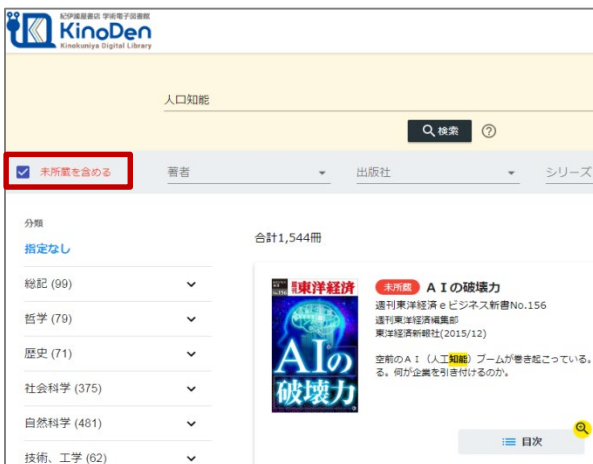 紀伊國屋書店 学術電子図書館
KinoDen
Kinokuniya Digital Library
人口知能
検索
未所蔵を含める
著者
出版社
シリーズ
分類
指定なし
合計1,544冊
総記 (99)
哲学 (79)
歴史 (71)
社会科学 (375)
自然科学 (481)
技術、工学 (62)
週刊東洋経済
AIの
破壊力
未所蔵 ＡＩの破壊力
週刊東洋経済ｅビジネス新書No.156
週刊東洋経済編集部
東洋経済新報社(2015/12)
空前のＡＩ（人工知能）ブームが巻き起こっている。
る。何が企業を引き付けるのか。
目次